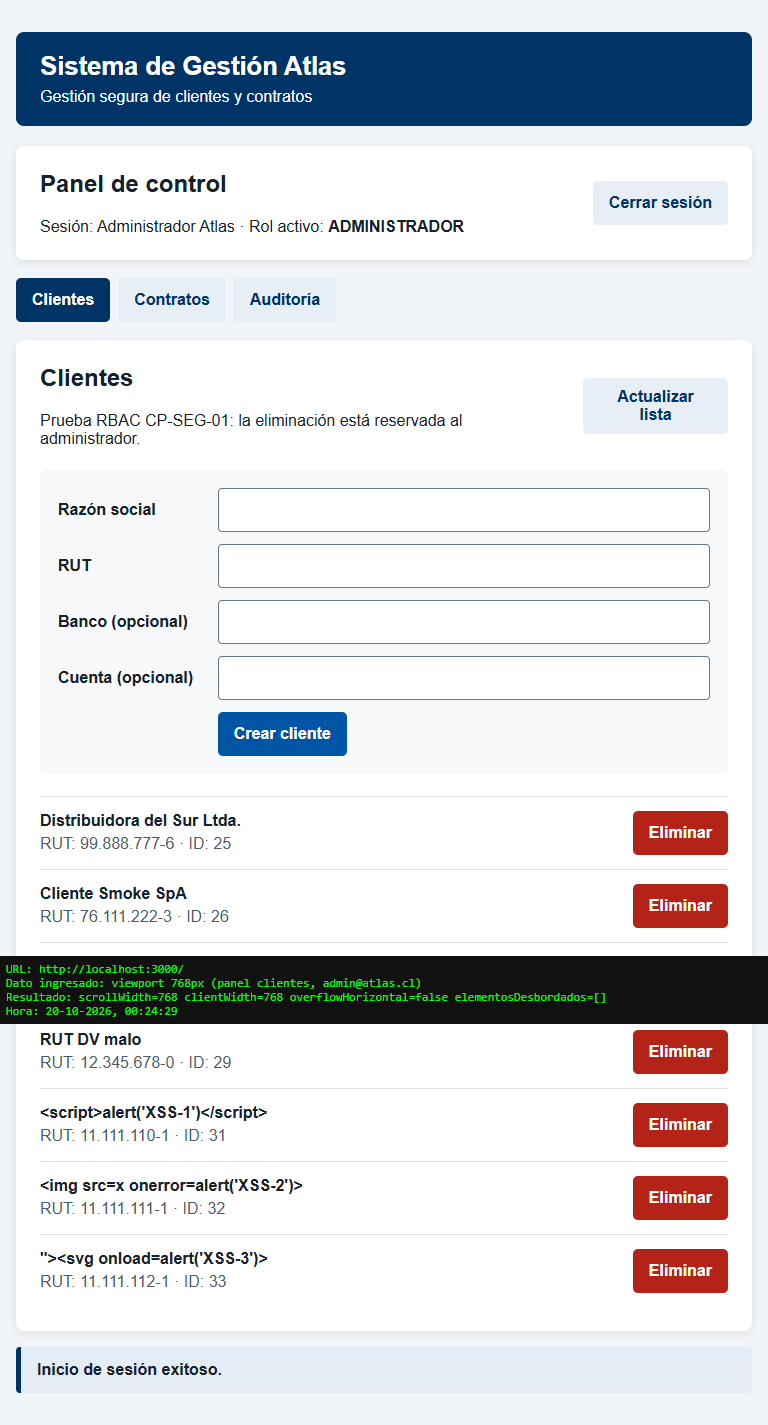 Sistema de Gestión Atlas
Gestión segura de clientes y contratos
Panel de control
Sesión: Administrador Atlas · Rol activo: ADMINISTRADOR
Cerrar sesión
Clientes
Contratos
Auditoría
Clientes
Prueba RBAC CP-SEG-01: la eliminación está reservada al
administrador.
Actualizar
lista
Razón social
RUT
Banco (opcional)
Cuenta (opcional)
Crear cliente
Distribuidora del Sur Ltda.
RUT: 99.888.777-6 · ID: 25
Eliminar
Cliente Smoke SpA
RUT: 76.111.222-3 · ID: 26
Eliminar
URL: http://localhost:3000/
Dato ingresado: viewport 768px (panel clientes, admin@atlas.cl)
Resultado: scrollWidth=768 clientWidth=768 overflowHorizontal=false elementosDesbordados=[]
Hora: 20-10-2026, 00:24:29
RUT DV malo
RUT: 12.345.678-0 · ID: 29
Eliminar
<script>alert('XSS-1')</script>
RUT: 11.111.110-1 · ID: 31
Eliminar
<img src=x onerror=alert('XSS-2')>
RUT: 11.111.111-1 · ID: 32
Eliminar
"><svg onload=alert('XSS-3')>
RUT: 11.111.112-1 · ID: 33
Eliminar
Inicio de sesión exitoso.